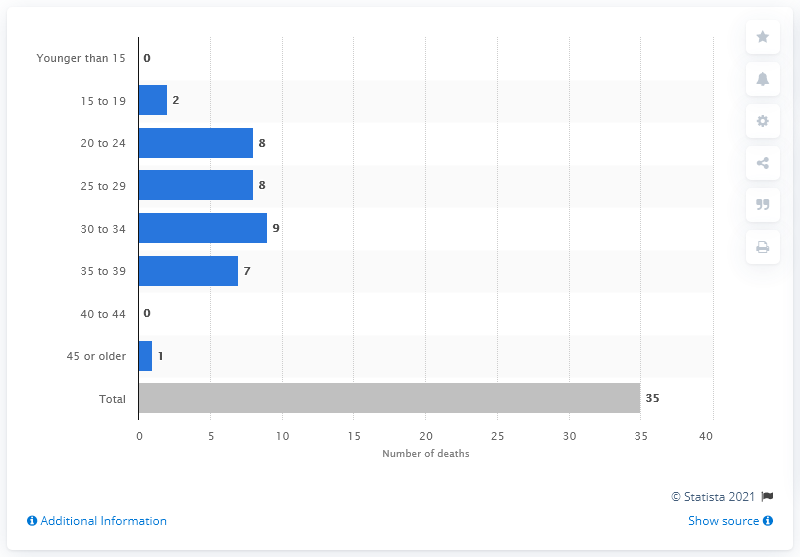 Younger than 15 0
15 to 19 2
20 to 24 8
25 to 29 8
30 to 34 9
35 to 39 7
40 to 44 0
45 or older 1
Total 35
0 5 10 15 20 25 30 35 40
Number of deaths
© Statista 2021
Additional Information
Show source